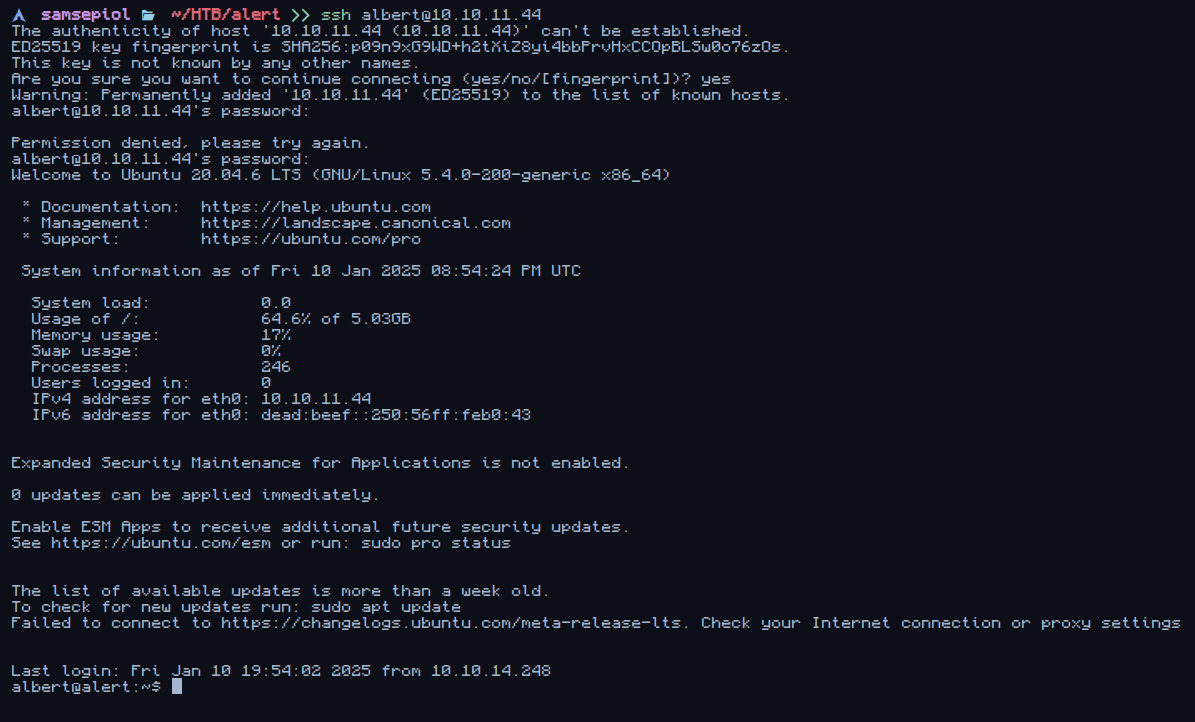 samsepiol ~/HTB/alert >> ssh albert@10.10.11.44
The authenticity of host '10.10.11.44 (10.10.11.44)' can't be established.
ED25519 key fingerprint is SHA256:p09n9xG9WD+h2tXiZ8yi4bbPrvHxCCOpBLSw0o76zOs.
This key is not known by any other names.
Are you sure you want to continue connecting (yes/no/[fingerprint])? yes
Warning: Permanently added '10.10.11.44' (ED25519) to the list of known hosts.
albert@10.10.11.44's password:
Permission denied, please try again.
albert@10.10.11.44's password:
Welcome to Ubuntu 20.04.6 LTS (GNU/Linux 5.4.0-200-generic x86_64)
* Documentation:  https://help.ubuntu.com
* Management:     https://landscape.canonical.com
* Support:        https://ubuntu.com/pro
System information as of Fri 10 Jan 2025 08:54:24 PM UTC
System load:           0.0
Usage of /:            64.6% of 5.03GB
Memory usage:          17%
Swap usage:            0%
Processes:             246
Users logged in:       0
IPv4 address for eth0: 10.10.11.44
IPv6 address for eth0: dead:beef::250:56ff:feb0:43
Expanded Security Maintenance for Applications is not enabled.
0 updates can be applied immediately.
Enable ESM Apps to receive additional future security updates.
See https://ubuntu.com/esm or run: sudo pro status
The list of available updates is more than a week old.
To check for new updates run: sudo apt update
Failed to connect to https://changelogs.ubuntu.com/meta-release-lts. Check your Internet connection or proxy settings
Last login: Fri Jan 10 19:54:02 2025 from 10.10.14.248
albert@alert:~$